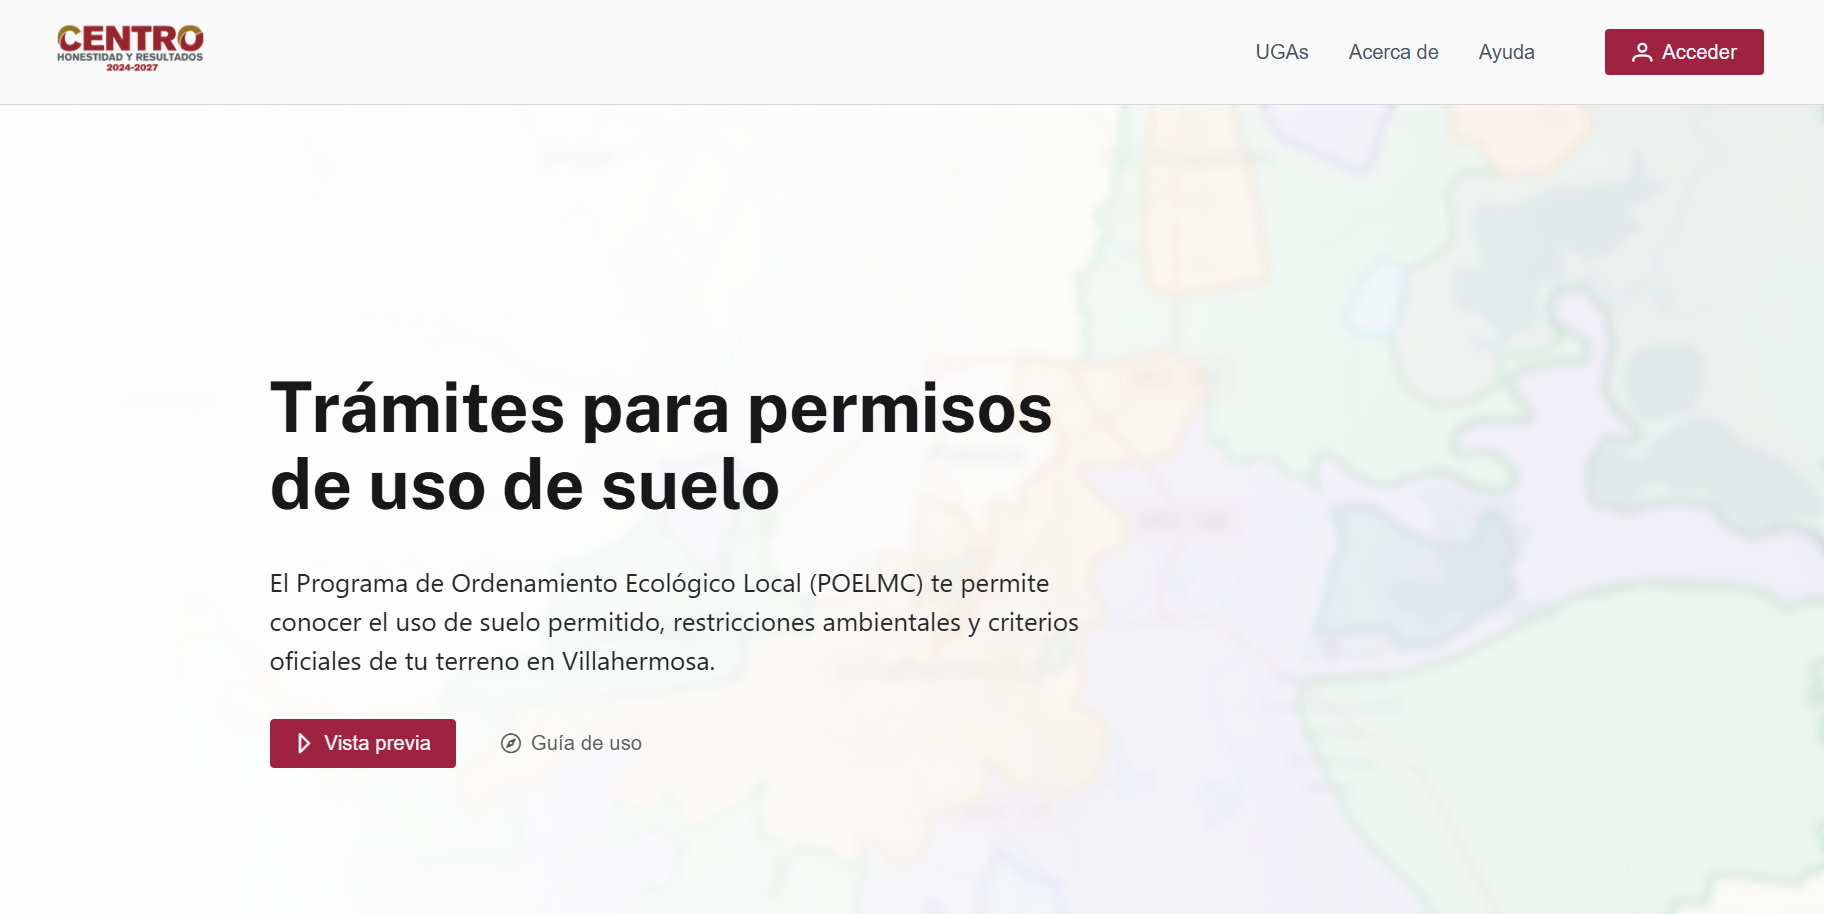 CENTRO
HONESTIDAD Y RESULTADOS
2024-2027
UGAs
Acerca de
Ayuda
Acceder
Trámites para permisos
de uso de suelo
El Programa de Ordenamiento Ecológico Local (POELMC) te permite
conocer el uso de suelo permitido, restricciones ambientales y criterios
oficiales de tu terreno en Villahermosa.
Vista previa
Guía de uso